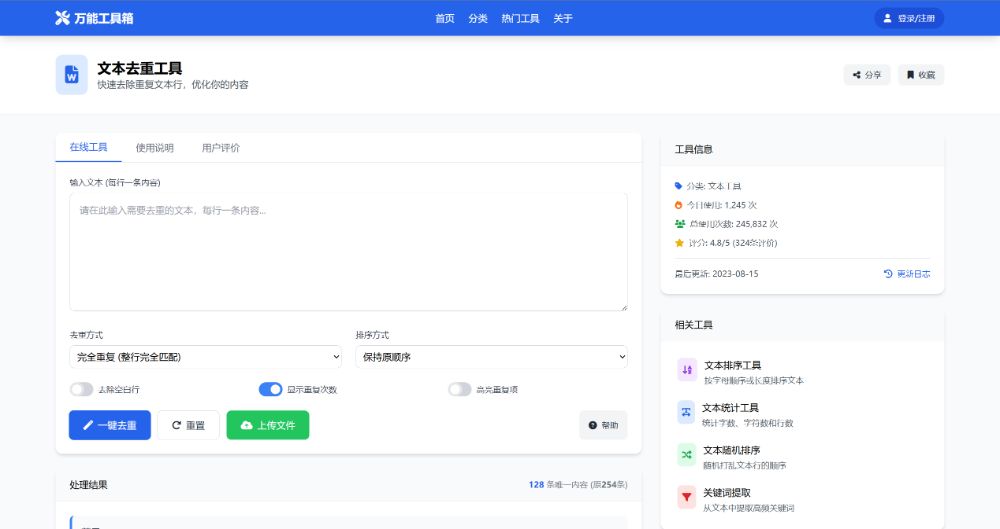 万能工具箱
首页 分类 热门工具 关于
登录/注册
文本去重工具
快速去除重复文本行，优化你的内容
分享 收藏
在线工具 使用说明 用户评价
输入文本 (每行一条内容)
请在此输入需要去重的文本，每行一条内容...
去重方式
完全重复 (整行完全匹配)
排序方式
保持原顺序
去除空白行 显示重复次数 高亮重复项
一键去重 重置 上传文件 帮助
处理结果
128 条唯一内容 (原254条)
工具信息
分类: 文本工具
今日使用: 1,245 次
总使用次数: 245,832 次
评分: 4.8/5 (324条评价)
最后更新: 2023-08-15 更新日志
相关工具
文本排序工具
按字母顺序或长度排序文本
文本统计工具
统计字数、字符数和行数
文本随机排序
随机打乱文本行的顺序
关键词提取
从文本中提取高频关键词